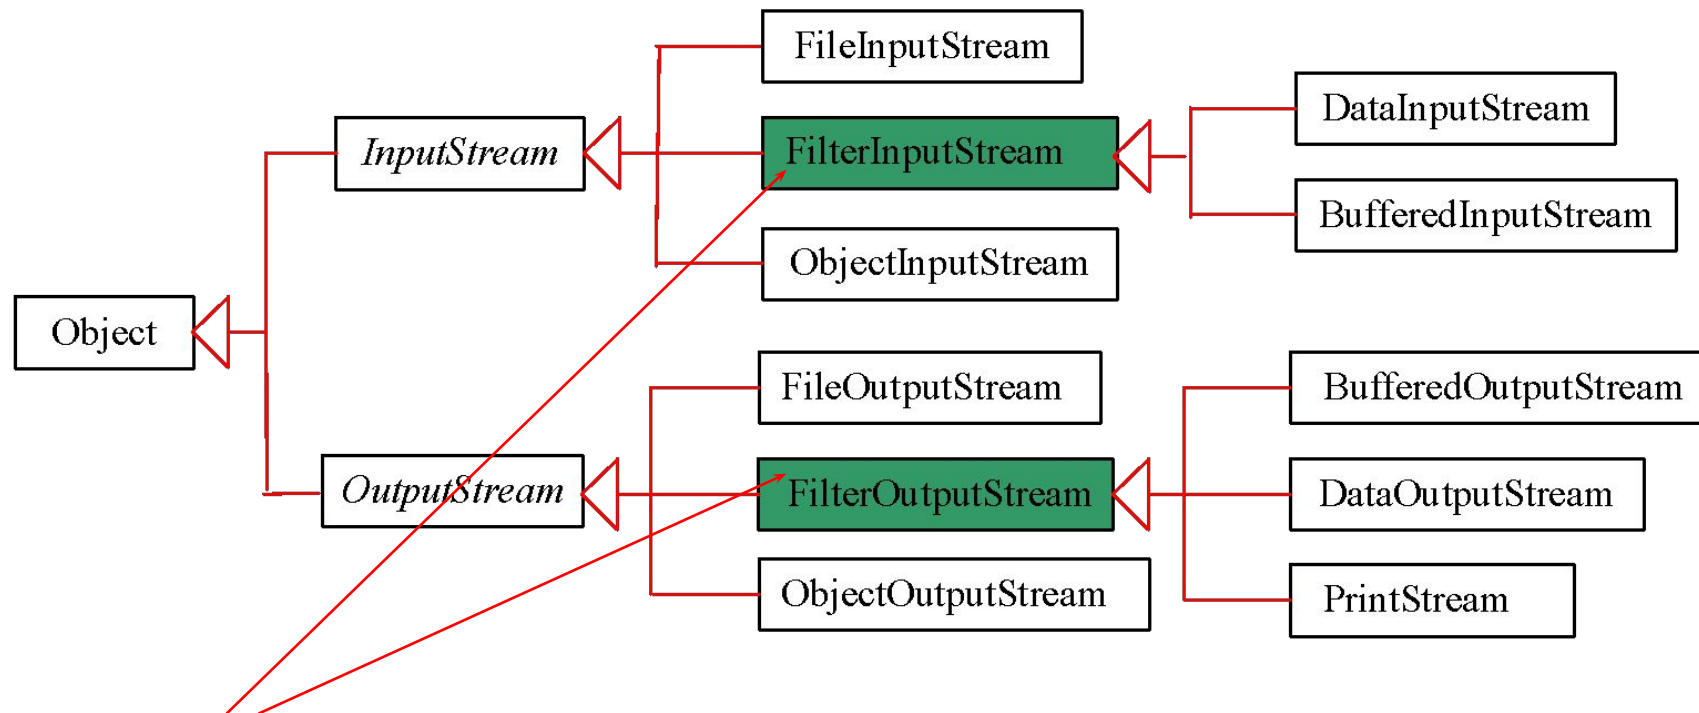 FileInputStream
DataInputStream
InputStream
FilterInputStream
BufferedInputStream
ObjectInputStream
Object
FileOutputStream
BufferedOutputStream
OutputStream
FilterOutputStream
DataOutputStream
ObjectOutputStream
PrintStream